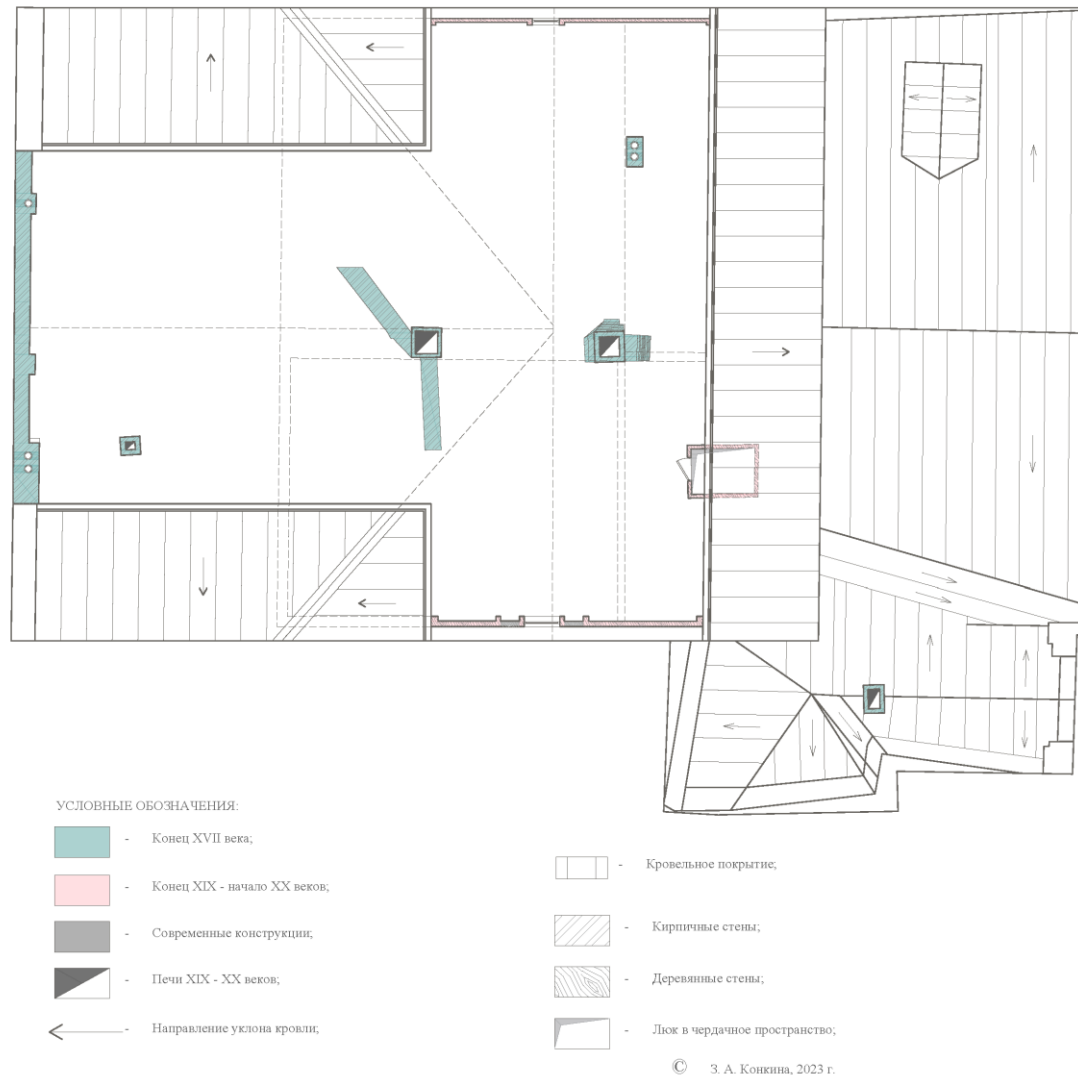 УСЛОВНЫЕ ОБОЗНАЧЕНИЯ:
- Конец XVII века;
- Конец XIX - начало XX веков;
- Современные конструкции;
- Печи XIX - XX веков;
- Направление уклона кровли;
- Кровельное покрытие;
- Кирпичные стены;
- Деревянные стены;
- Люк в чердачное пространство;
© З. А. Конкина, 2023 г.